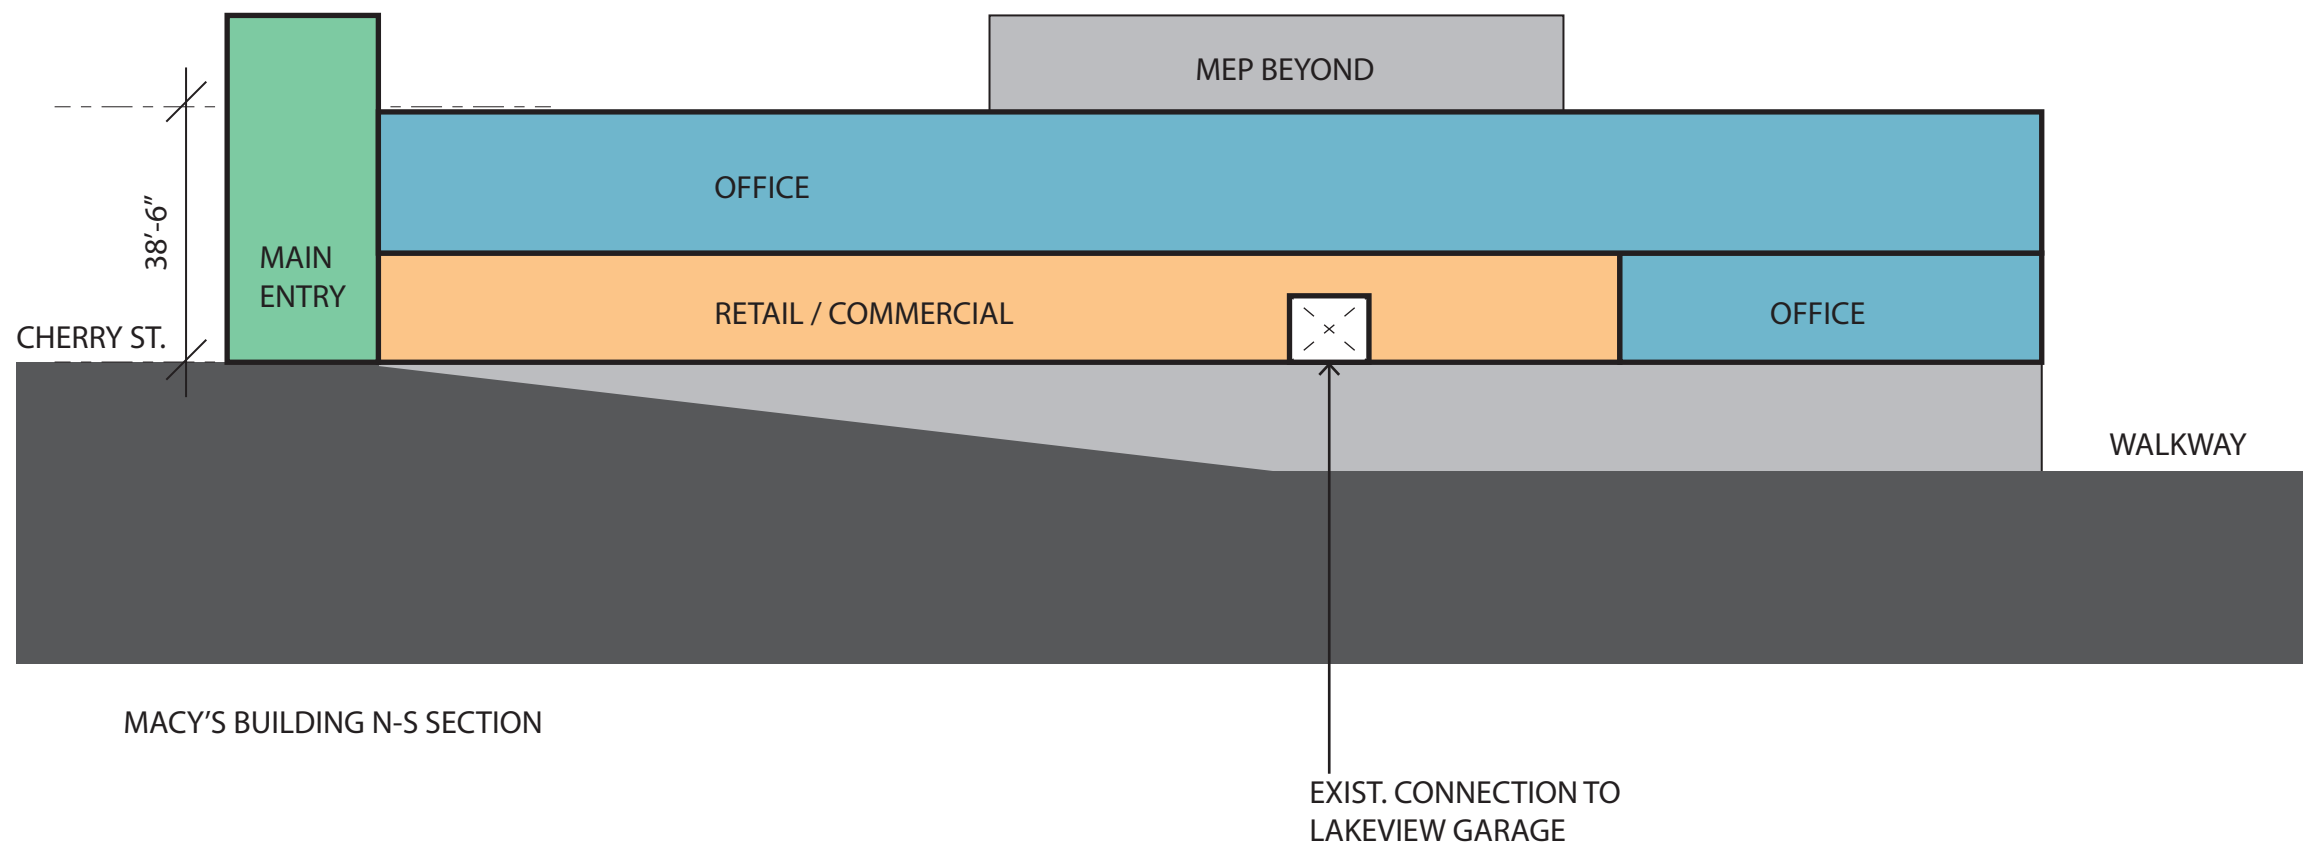 MEP BEYOND
OFFICE
38'-6”
MAIN
ENTRY
RETAIL / COMMERCIAL
OFFICE
CHERRY ST.
WALKWAY
MACY’S BUILDING N-S SECTION
EXIST. CONNECTION TO
LAKEVIEW GARAGE